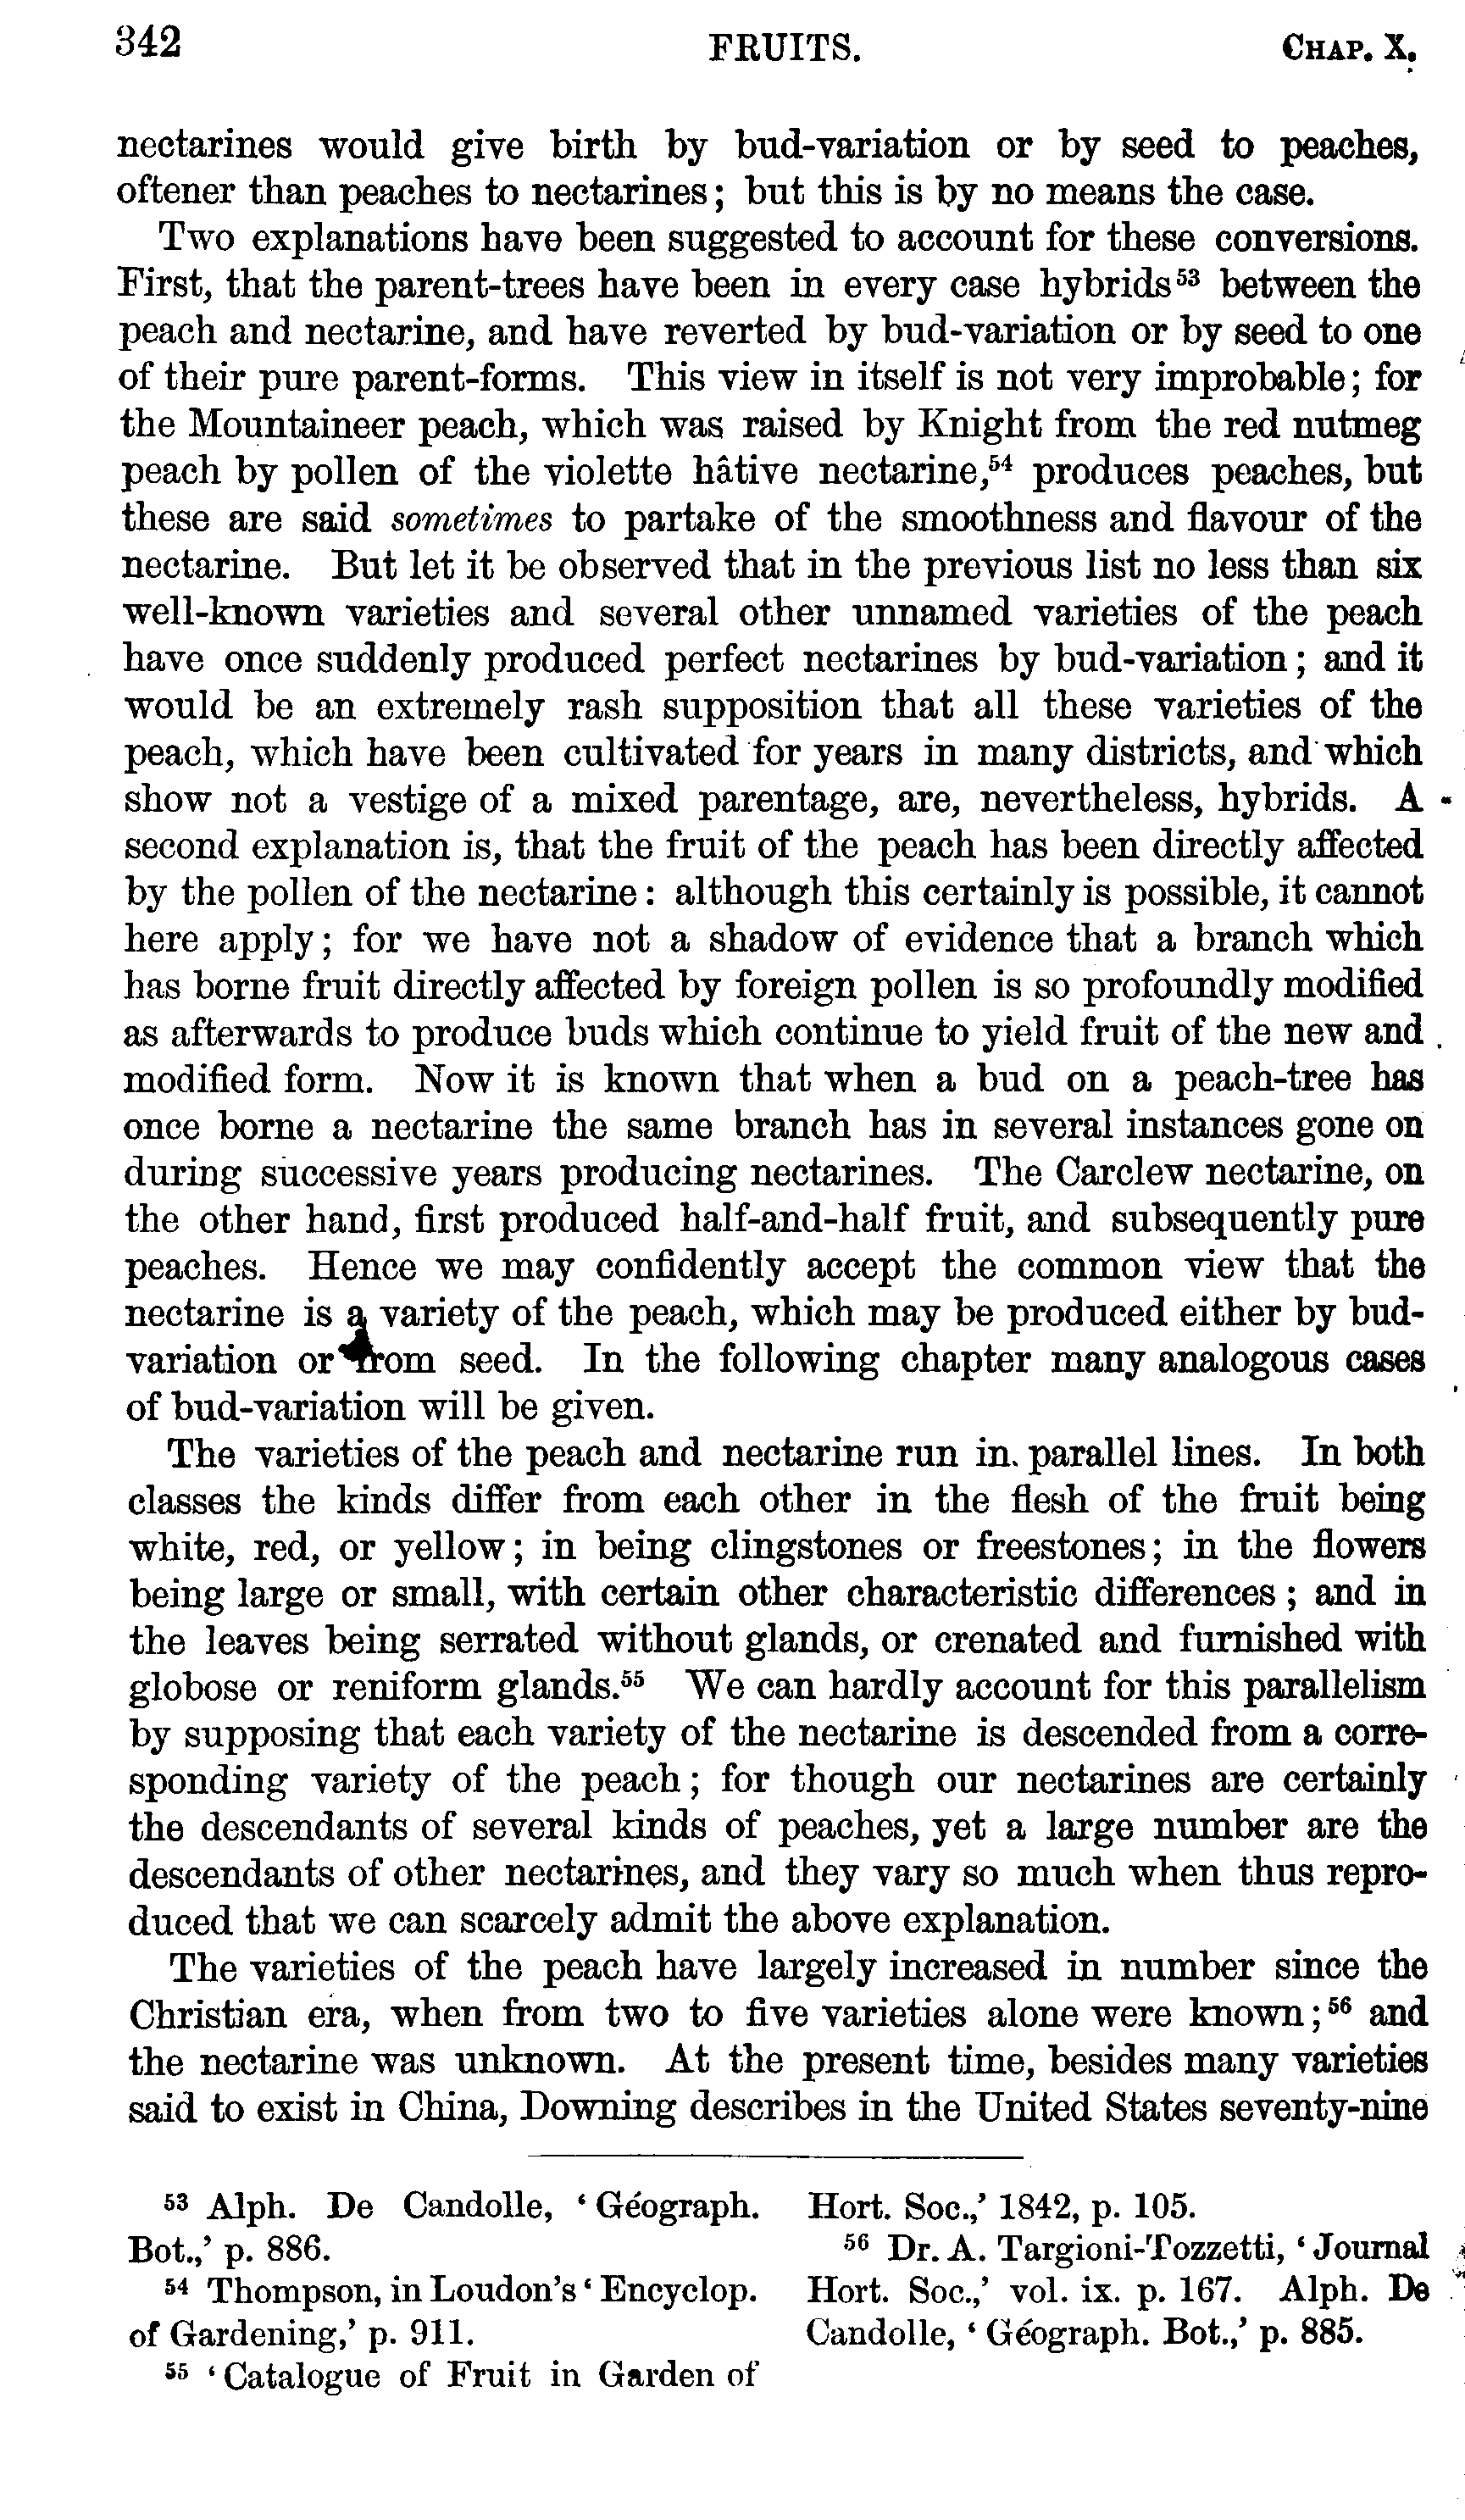 342 FRUITS. CHAP. X.
nectarines would give birth by bud-variation or by seed to peaches,
oftener than peaches to nectarines; but this is by no means the case.
Two explanations have been suggested to account for these conversions.
First, that the parent-trees have been in every case hybrids⁵³ between the
peach and nectarine, and have reverted by bud-variation or by seed to one
of their pure parent-forms. This view in itself is not very improbable; for
the Mountaineer peach, which was raised by Knight from the red nutmeg
peach by pollen of the violette hâtive nectarine,⁵⁴ produces peaches, but
these are said sometimes to partake of the smoothness and flavour of the
nectarine. But let it be observed that in the previous list no less than six
well-known varieties and several other unnamed varieties of the peach
have once suddenly produced perfect nectarines by bud-variation; and it
would be an extremely rash supposition that all these varieties of the
peach, which have been cultivated for years in many districts, and which
show not a vestige of a mixed parentage, are, nevertheless, hybrids. A
second explanation is, that the fruit of the peach has been directly affected
by the pollen of the nectarine: although this certainly is possible, it cannot
here apply; for we have not a shadow of evidence that a branch which
has borne fruit directly affected by foreign pollen is so profoundly modified
as afterwards to produce buds which continue to yield fruit of the new and
modified form. Now it is known that when a bud on a peach-tree has
once borne a nectarine the same branch has in several instances gone on
during successive years producing nectarines. The Carclew nectarine, on
the other hand, first produced half-and-half fruit, and subsequently pure
peaches. Hence we may confidently accept the common view that the
nectarine is a variety of the peach, which may be produced either by bud-
variation or from seed. In the following chapter many analogous cases
of bud-variation will be given.
The varieties of the peach and nectarine run in parallel lines. In both
classes the kinds differ from each other in the flesh of the fruit being
white, red, or yellow; in being clingstones or freestones; in the flowers
being large or small, with certain other characteristic differences; and in
the leaves being serrated without glands, or crenated and furnished with
globose or reniform glands.⁵⁵ We can hardly account for this parallelism
by supposing that each variety of the nectarine is descended from a corre-
sponding variety of the peach; for though our nectarines are certainly
the descendants of several kinds of peaches, yet a large number are the
descendants of other nectarines, and they vary so much when thus repro-
duced that we can scarcely admit the above explanation.
The varieties of the peach have largely increased in number since the
Christian era, when from two to five varieties alone were known;⁵⁶ and
the nectarine was unknown. At the present time, besides many varieties
said to exist in China, Downing describes in the United States seventy-nine
⁵³ Alph. De Candolle, ‘Géograph.
Bot.,’ p. 886.
⁵⁴ Thompson, in Loudon's ‘Encyclop.
of Gardening,’ p. 911.
⁵⁵ ‘Catalogue of Fruit in Garden of
Hort. Soc.,’ 1842, p. 105.
⁵⁶ Dr. A. Targioni-Tozzetti, ‘Journal
Hort. Soc.,’ vol. ix. p. 167. Alph. De
Candolle, ‘Géograph. Bot.,’ p. 885.